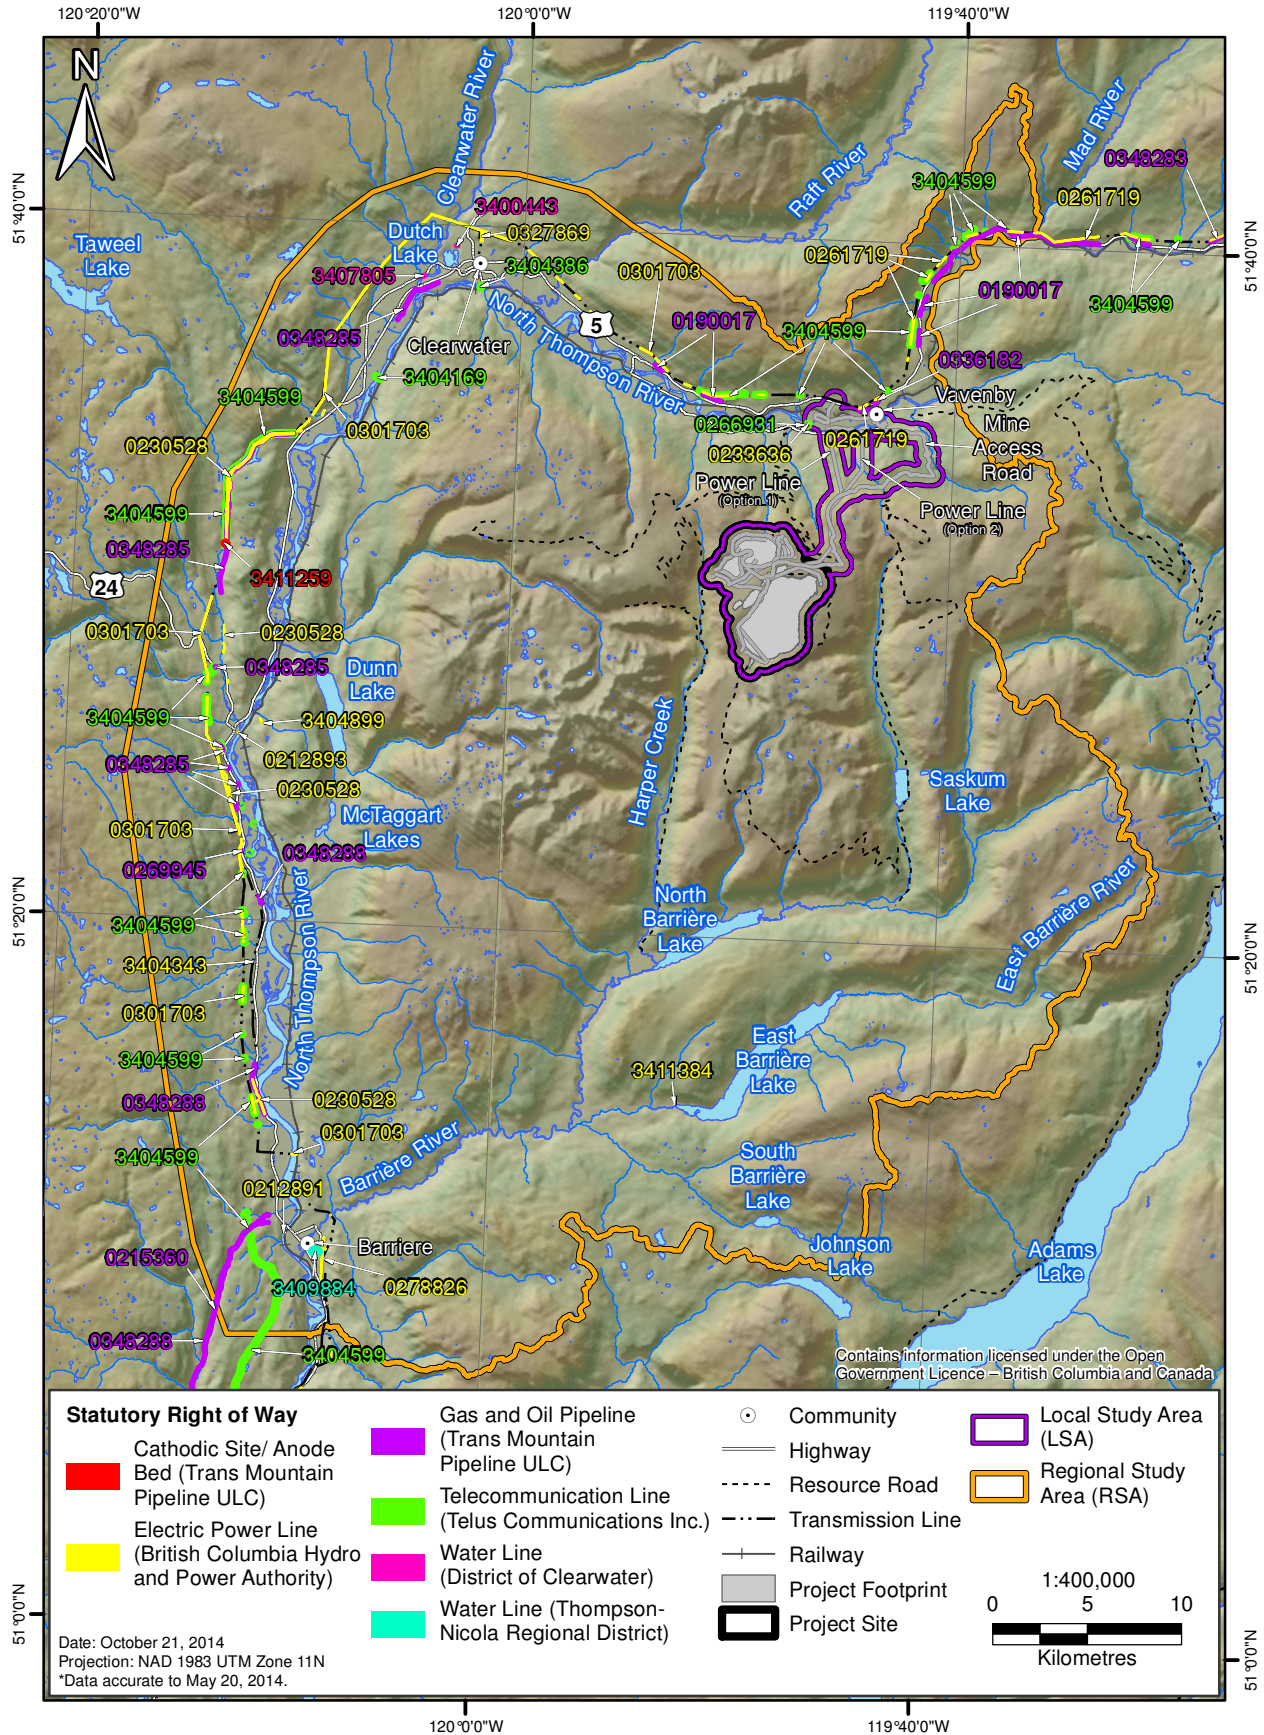 120°20'0"W
120°0'0"W
119°40'0"W
N
Clearwater River
Mad River
0348283
3404599
Raft River
0261719
51°40'0"N
3400443
Dutch
Lake
0327869
Taweel
Lake
0261719
51°40'0"N
3404386
0301703
3407805
0190017
3404599
North Thompson River
5
0190017
3404599
0348285
Clearwater
0336182
3404169
Vavenby
3404599
0266931
Mine
Access
Road
0301703
0261719
0230528
0233636
Power Line
(Option 1)
Power Line
(Option 2)
3404599
0348285
3411259
24
0301703
0230528
0348285
Dunn
Lake
3404599
3404899
Harper Creek
0212893
0348285
0230528
Saskum
Lake
McTaggart
Lakes
0301703
0348288
0269945
51°20'0"N
North
Barrière
Lake
East Barrière River
3404599
North Thompson River
3404343
51°20'0"N
0301703
East
Barrière
Lake
3404599
3411384
0348288
0230528
0301703
3404599
Barrière River
South
Barrière
Lake
0212891
Barriere
Johnson
Lake
Adams
Lake
0215360
3409884
0278826
0348288
3404599
Contains information licensed under the Open
Government Licence – British Columbia and Canada
Statutory Right of Way
Cathodic Site/ Anode
Bed (Trans Mountain
Pipeline ULC)
Electric Power Line
(British Columbia Hydro
and Power Authority)
Gas and Oil Pipeline
(Trans Mountain
Pipeline ULC)
Telecommunication Line
(Telus Communications Inc.)
Water Line
(District of Clearwater)
Water Line (Thompson-
Nicola Regional District)
Community
Highway
Resource Road
Transmission Line
Railway
Project Footprint
Project Site
Local Study Area
(LSA)
Regional Study
Area (RSA)
1:400,000
0 5 10
Kilometres
51°0'0"N
51°0'0"N
Date: October 21, 2014
Projection: NAD 1983 UTM Zone 11N
*Data accurate to May 20, 2014.
120°0'0"W
119°40'0"W